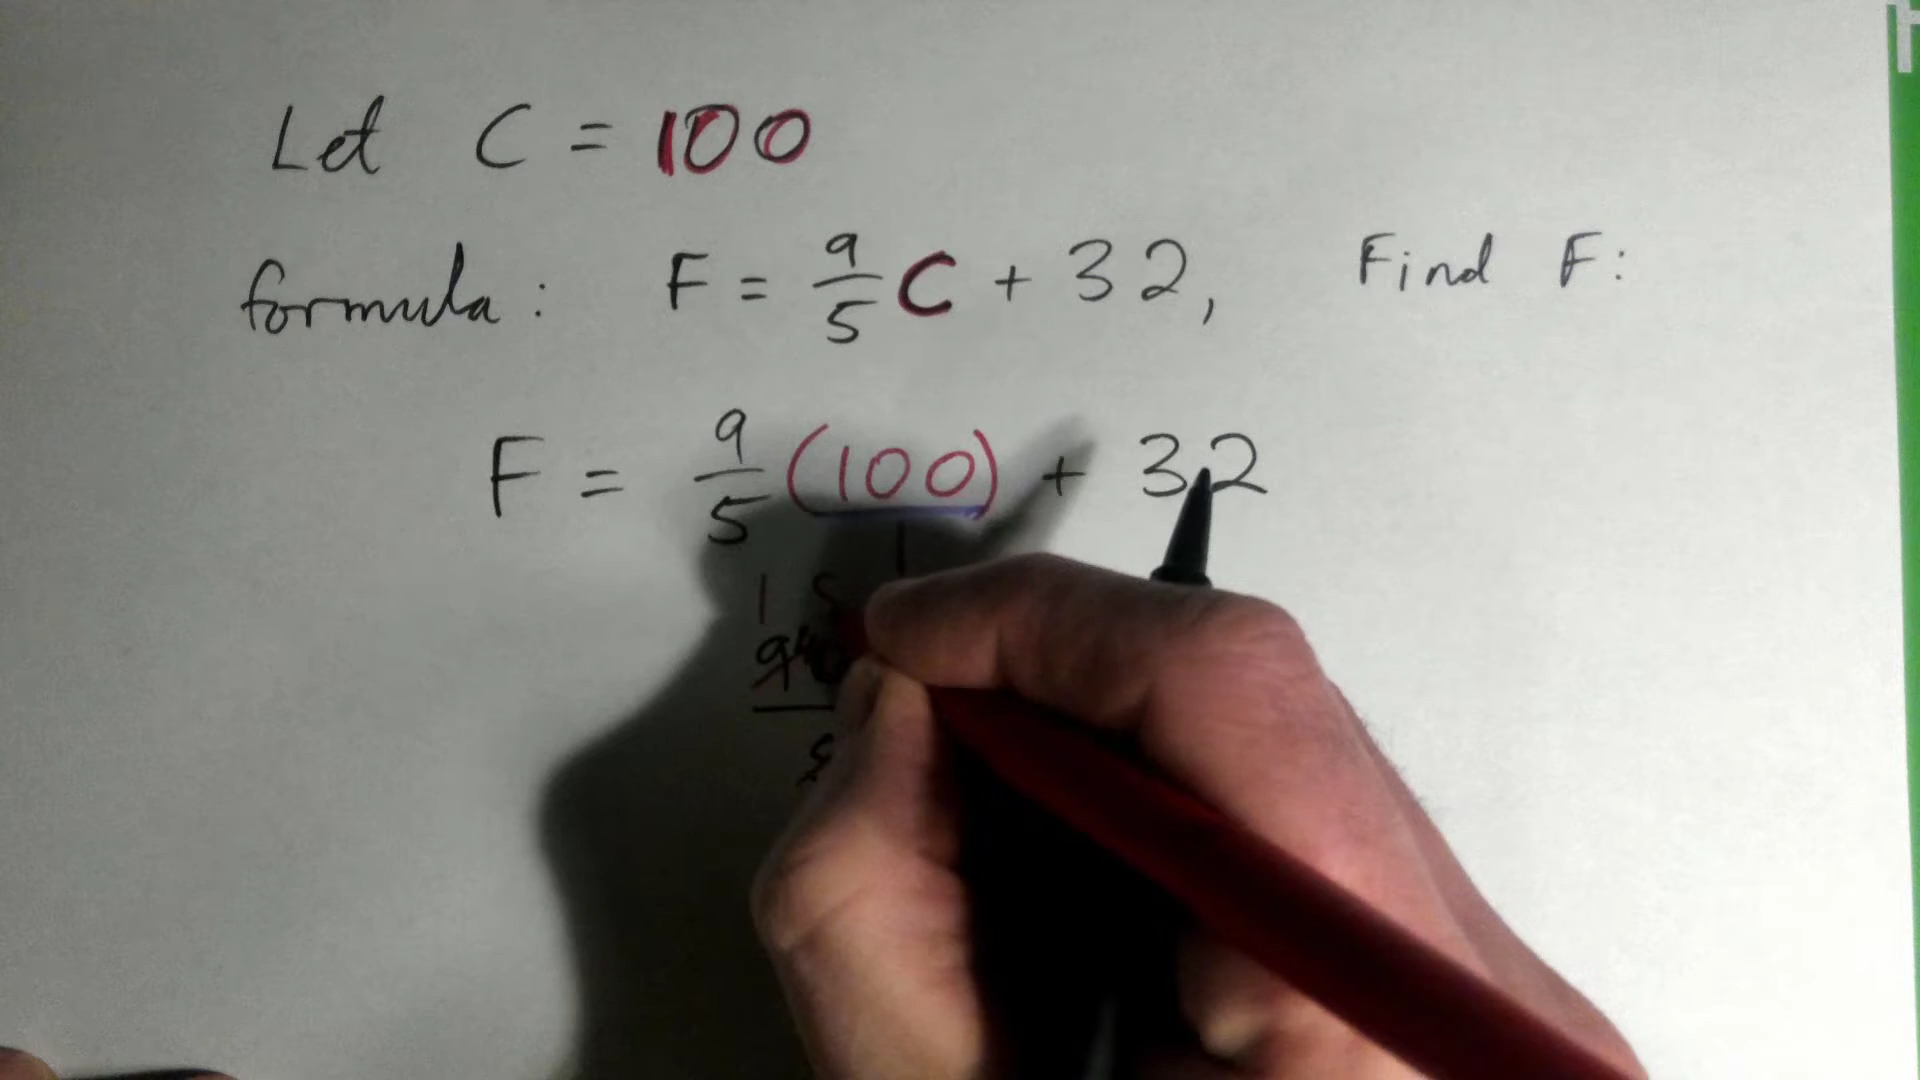 Let C = 100
formula: F = 9/5 C + 32, Find F:
F = 9/5 (100) + 32